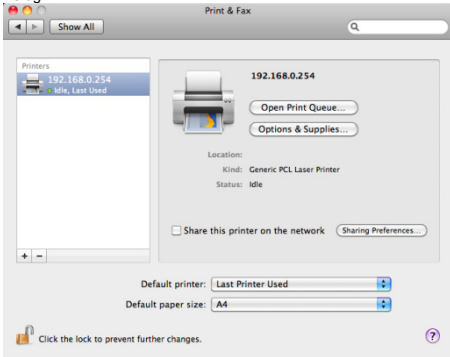 Print & Fax
Show All
Printers
192.168.0.254
Idle, Last Used
192.168.0.254
Open Print Queue...
Options & Supplies...
Location:
Kind: Generic PCL Laser Printer
Status: Idle
Share this printer on the network Sharing Preferences...
+ −
Default printer: Last Printer Used
Default paper size: A4
Click the lock to prevent further changes.
?